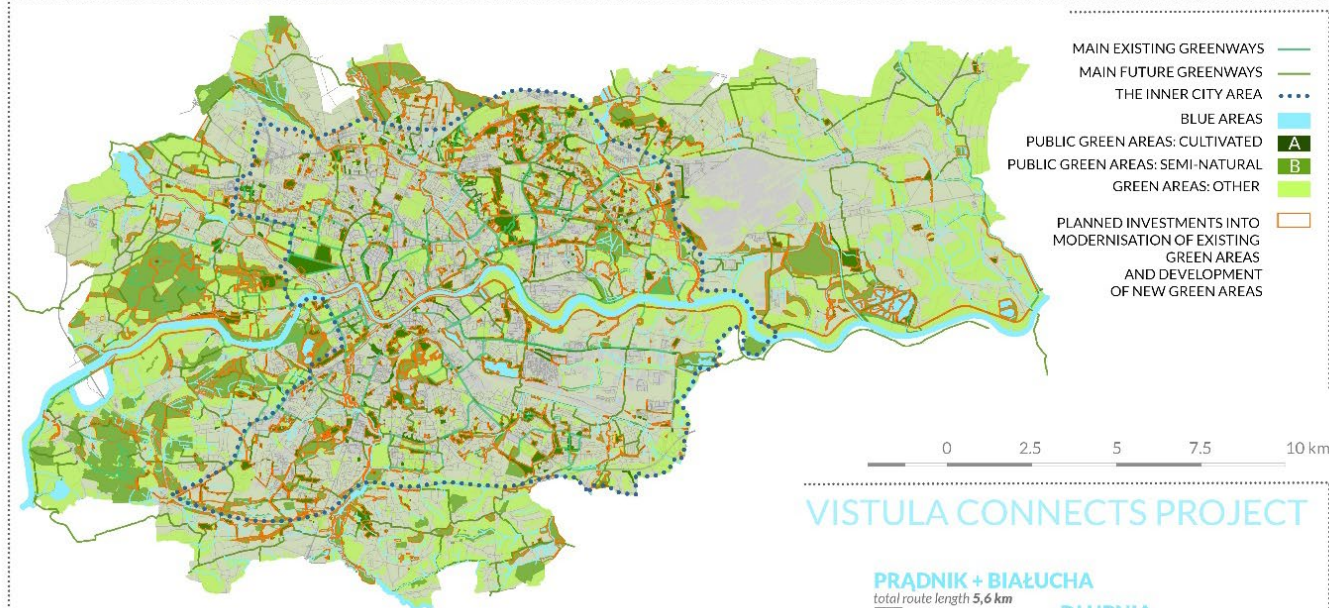 MAIN EXISTING GREENWAYS
MAIN FUTURE GREENWAYS
THE INNER CITY AREA
BLUE AREAS
PUBLIC GREEN AREAS: CULTIVATED A
PUBLIC GREEN AREAS: SEMI-NATURAL B
GREEN AREAS: OTHER
PLANNED INVESTMENTS INTO
MODERNISATION OF EXISTING
GREEN AREAS
AND DEVELOPMENT
OF NEW GREEN AREAS
0 2.5 5 7.5 10 km
VISTULA CONNECTS PROJECT
PRĄDNIK + BIAŁUCHA
total route length 5,6 km